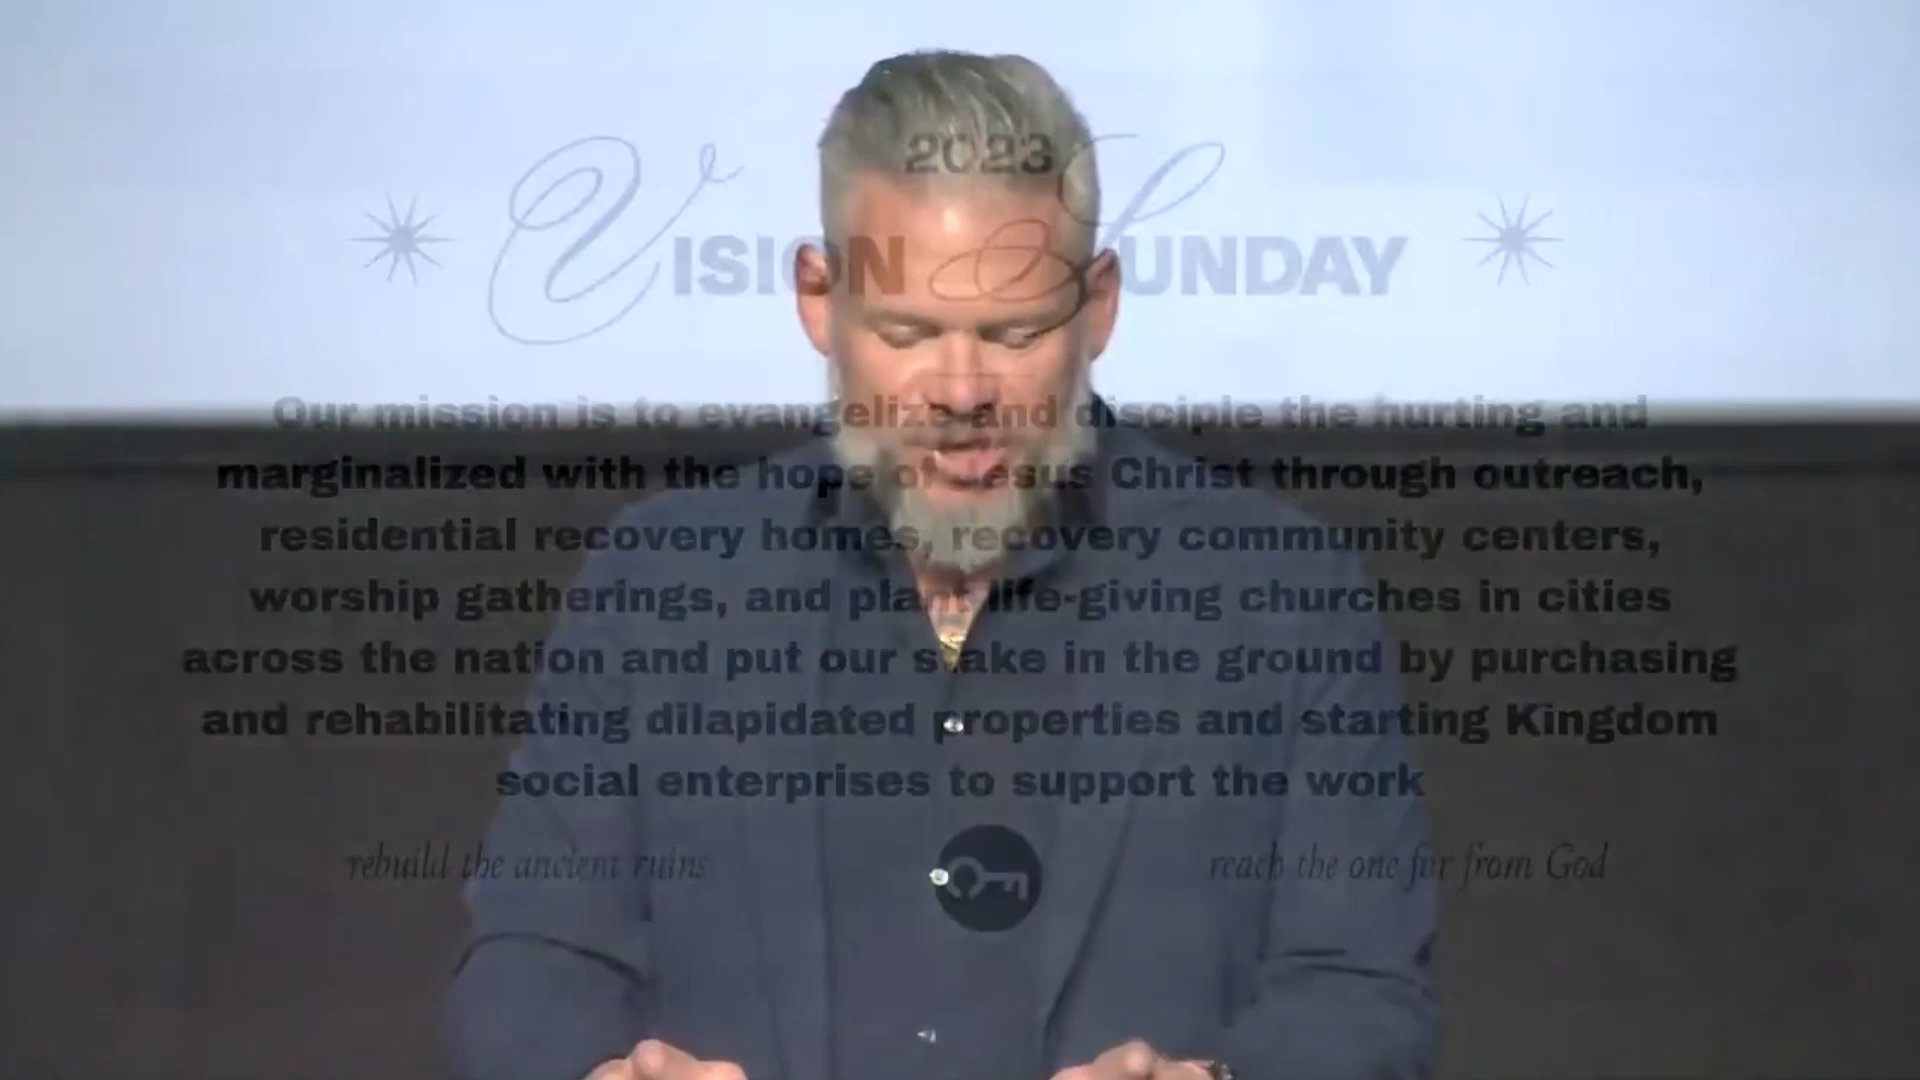 2023
VISION SUNDAY
Our mission is to evangelize and disciple the hurting and
marginalized with the hope of Jesus Christ through outreach,
residential recovery homes, recovery community centers,
worship gatherings, and plant life-giving churches in cities
across the nation and put our stake in the ground by purchasing
and rehabilitating dilapidated properties and starting Kingdom
social enterprises to support the work
rebuild the ancient ruins reach the one far from God